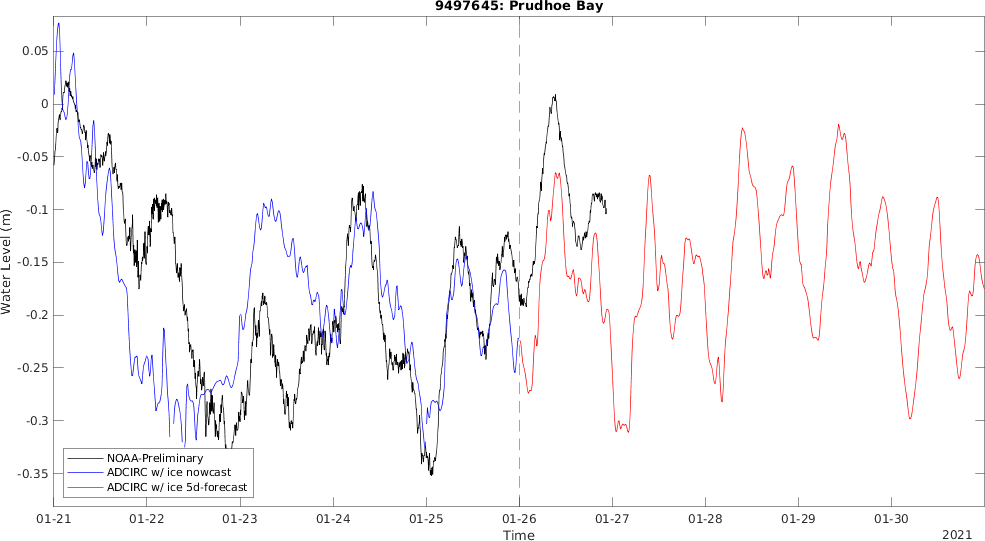 9497645: Prudhoe Bay
Water Level (m)
0.05
0
-0.05
-0.1
-0.15
-0.2
-0.25
-0.3
-0.35
NOAA-Preliminary
ADCIRC w/ ice nowcast
ADCIRC w/ ice 5d-forecast
01-21 01-22 01-23 01-24 01-25 01-26 01-27 01-28 01-29 01-30
Time
2021